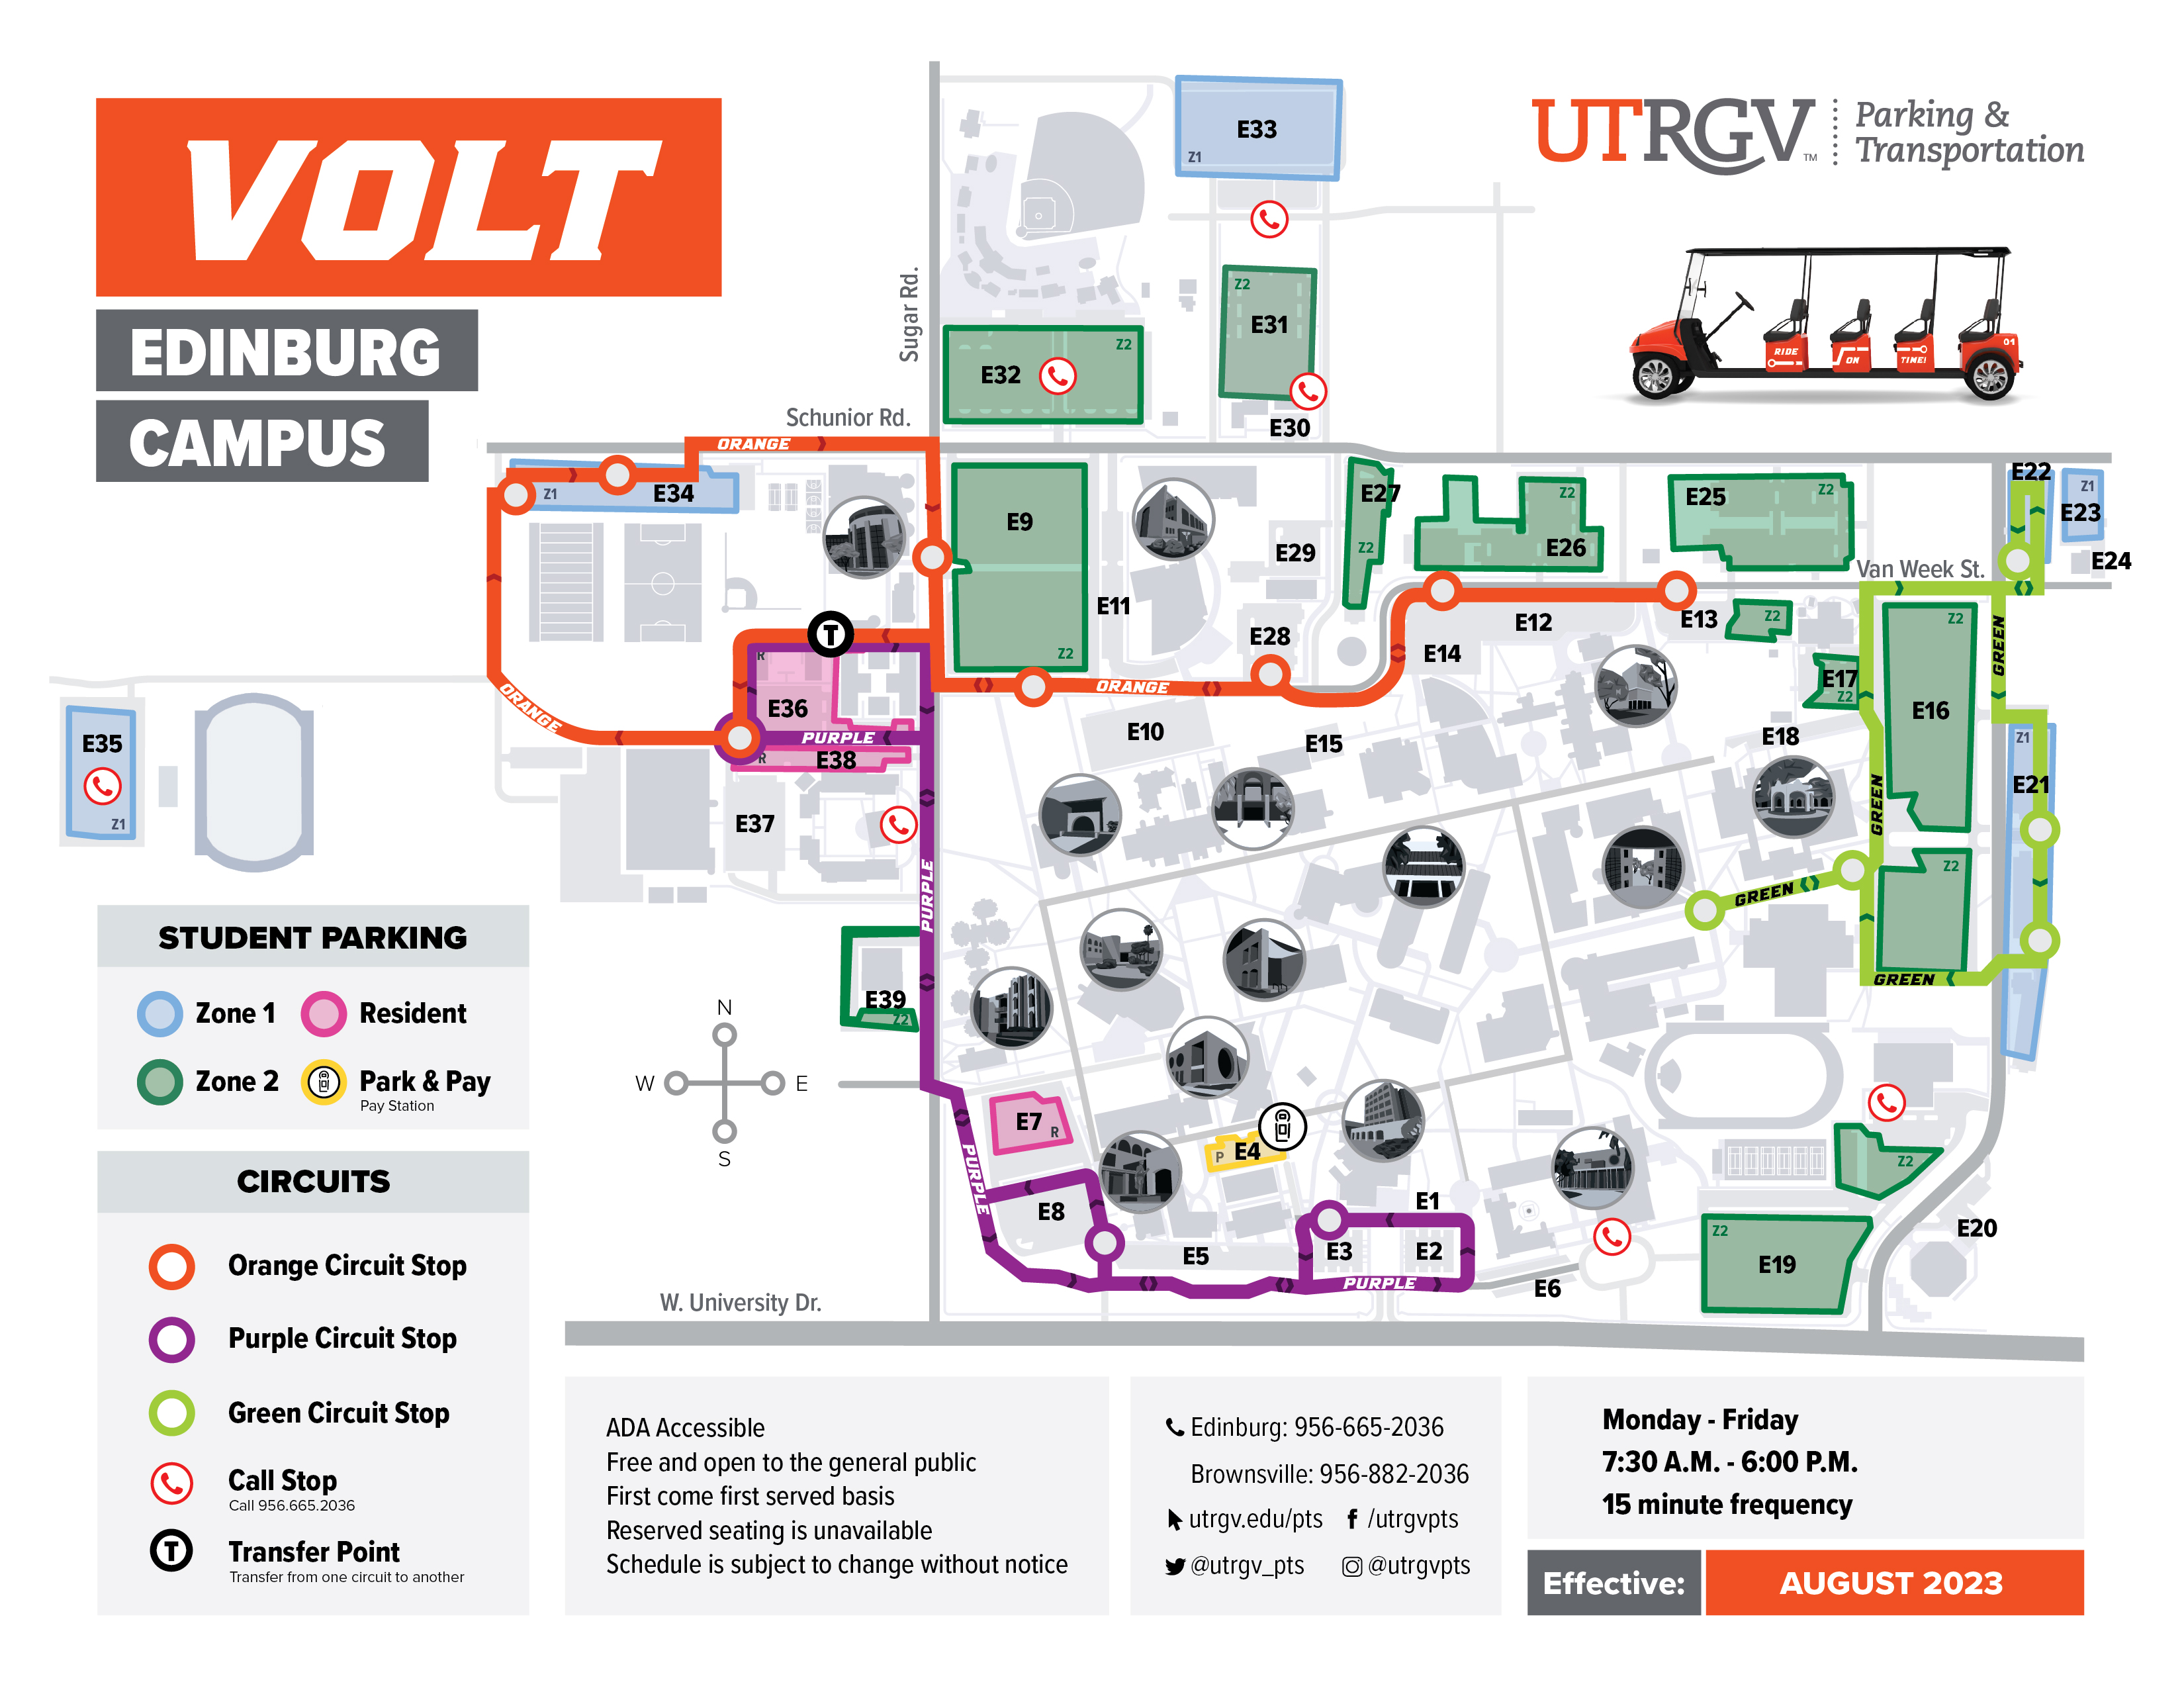 VOLT
EDINBURG
CAMPUS
UTRGV™
Parking &
Transportation
RIDE
ON
TIME!
01
Sugar Rd.
Schunior Rd.
Van Week St.
W. University Dr.
E33
Z1
Z2
E31
E32
Z2
E30
ORANGE
Z1
E34
E9
Z2
E11
E29
E27
Z2
Z2
E26
E25
Z2
E22
Z1
E23
E24
E28
E14
E12
E13
Z2
E17
Z2
Z2
E16
GREEN
ORANGE
ORANGE
R
E36
PURPLE
R
E38
E10
E15
E18
Z1
E21
E35
Z1
E37
GREEN
PURPLE
GREEN
Z2
GREEN
E39
Z2
N
W
E
S
E7
R
P
E4
PURPLE
E8
E5
E1
E3
E2
PURPLE
E6
Z2
Z2
E19
E20
STUDENT PARKING
Zone 1
Resident
Zone 2
Park & Pay
Pay Station
CIRCUITS
Orange Circuit Stop
Purple Circuit Stop
Green Circuit Stop
Call Stop
Call 956.665.2036
T
Transfer Point
Transfer from one circuit to another
T
ADA Accessible
Free and open to the general public
First come first served basis
Reserved seating is unavailable
Schedule is subject to change without notice
Edinburg: 956-665-2036
Brownsville: 956-882-2036
utrgv.edu/pts
/utrgvpts
@utrgv_pts
@utrgvpts
Monday - Friday
7:30 A.M. - 6:00 P.M.
15 minute frequency
Effective:
AUGUST 2023